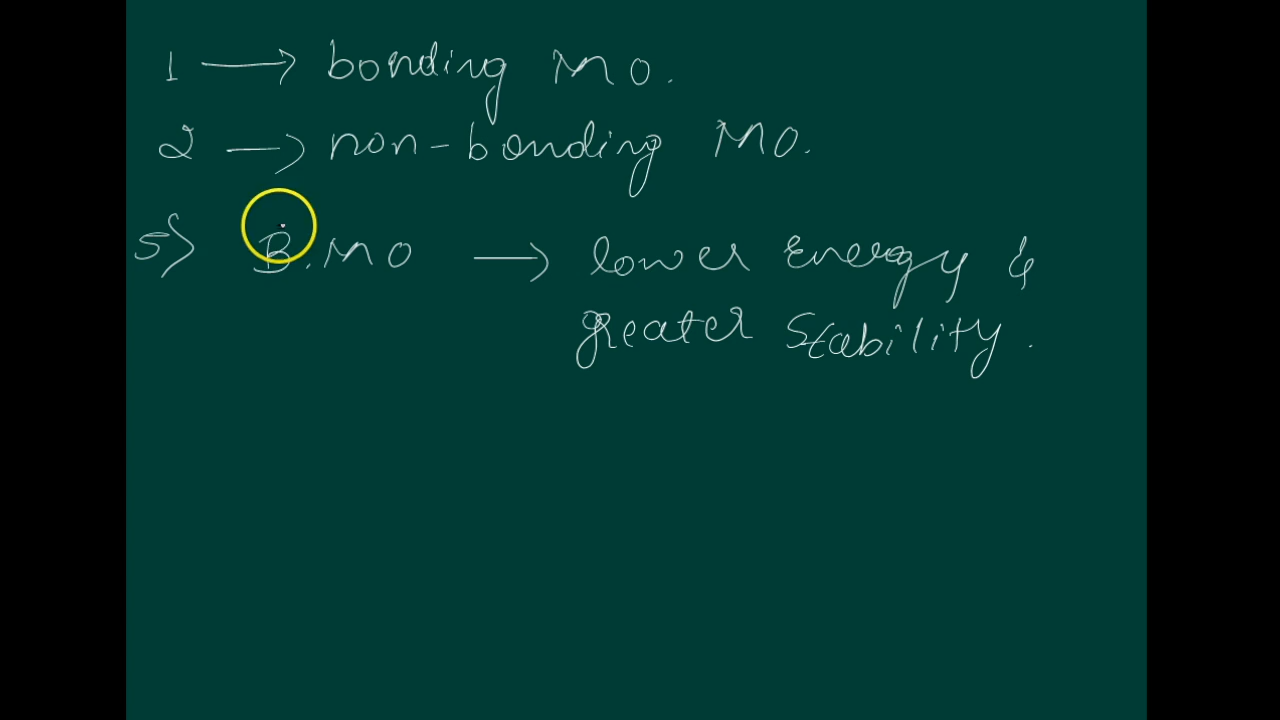 1 → bonding MO.
2 → non-bonding MO.
5) B.MO → lower Energy &
greater Stability.